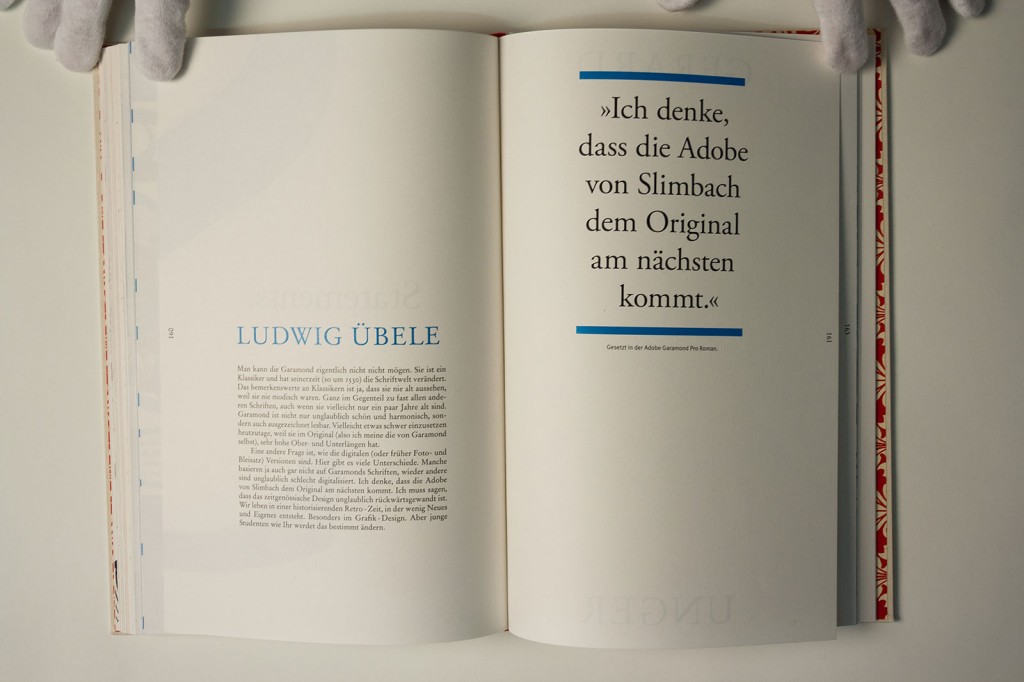 LUDWIG ÜBELE
Man kann die Garamond eigentlich nicht nicht mögen. Sie ist ein
Klassiker und hat seinerzeit (so um 1530) die Schriftwelt verändert.
Das bemerkenswerte an Klassikern ist ja, dass sie nie alt aussehen,
weil sie nie modisch waren. Ganz im Gegenteil zu fast allen ande-
ren Schriften, auch wenn sie vielleicht nur ein paar Jahre alt sind.
Garamond ist nicht nur unglaublich schön und harmonisch, son-
dern auch ausgezeichnet lesbar. Vielleicht etwas schwer einzusetzen
heutzutage, weil sie im Original (also ich meine die von Garamond
selbst), sehr hohe Ober- und Unterlängen hat.
Eine andere Frage ist, wie die digitalen (oder früher Foto- und
Bleisatz) Versionen sind. Hier gibt es viele Unterschiede. Manche
basieren ja auch gar nicht auf Garamonds Schriften, wieder andere
sind unglaublich schlecht digitalisiert. Ich denke, dass die Adobe
von Slimbach dem Original am nächsten kommt. Ich muss sagen,
dass das zeitgenössische Design unglaublich rückwärtsgewandt ist.
Wir leben in einer historisierenden Retro-Zeit, in der wenig Neues
und Eigenes entsteht. Besonders im Grafik-Design. Aber junge
Studenten wie Ihr werdet das bestimmt ändern.
160
»Ich denke,
dass die Adobe
von Slimbach
dem Original
am nächsten
kommt.«
Gesetzt in der Adobe Garamond Pro Roman.
161
163
Statements.
UNGER